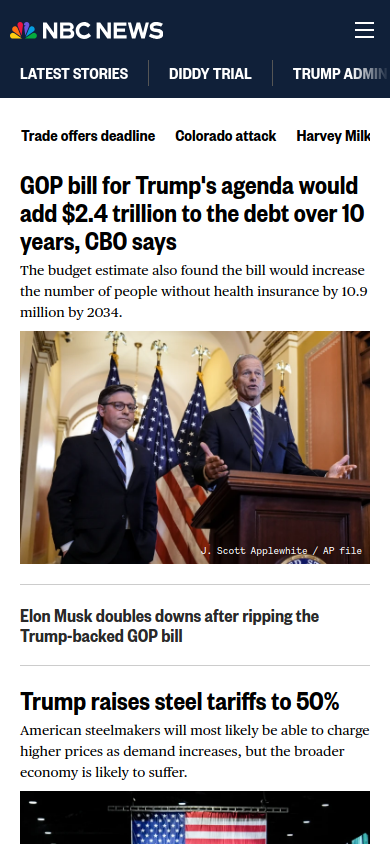 NBC NEWS
LATEST STORIES
DIDDY TRIAL
TRUMP ADMIN
Trade offers deadline
Colorado attack
Harvey Milk
GOP bill for Trump's agenda would
add $2.4 trillion to the debt over 10
years, CBO says
The budget estimate also found the bill would increase
the number of people without health insurance by 10.9
million by 2034.
J. Scott Applewhite / AP file
Elon Musk doubles downs after ripping the
Trump-backed GOP bill
Trump raises steel tariffs to 50%
American steelmakers will most likely be able to charge
higher prices as demand increases, but the broader
economy is likely to suffer.